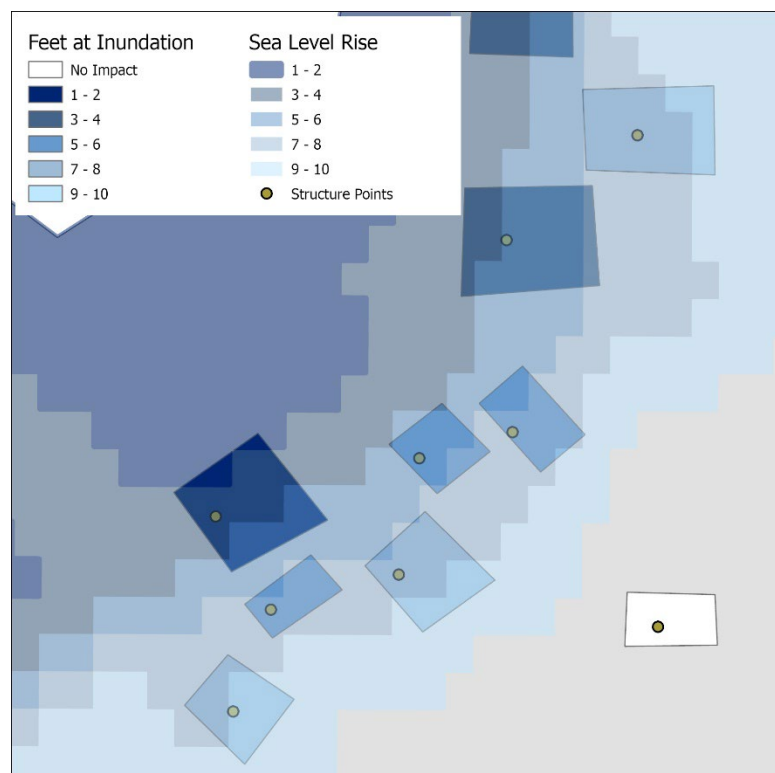 Feet at Inundation
No Impact
1 - 2
3 - 4
5 - 6
7 - 8
9 - 10
Sea Level Rise
1 - 2
3 - 4
5 - 6
7 - 8
9 - 10
Structure Points